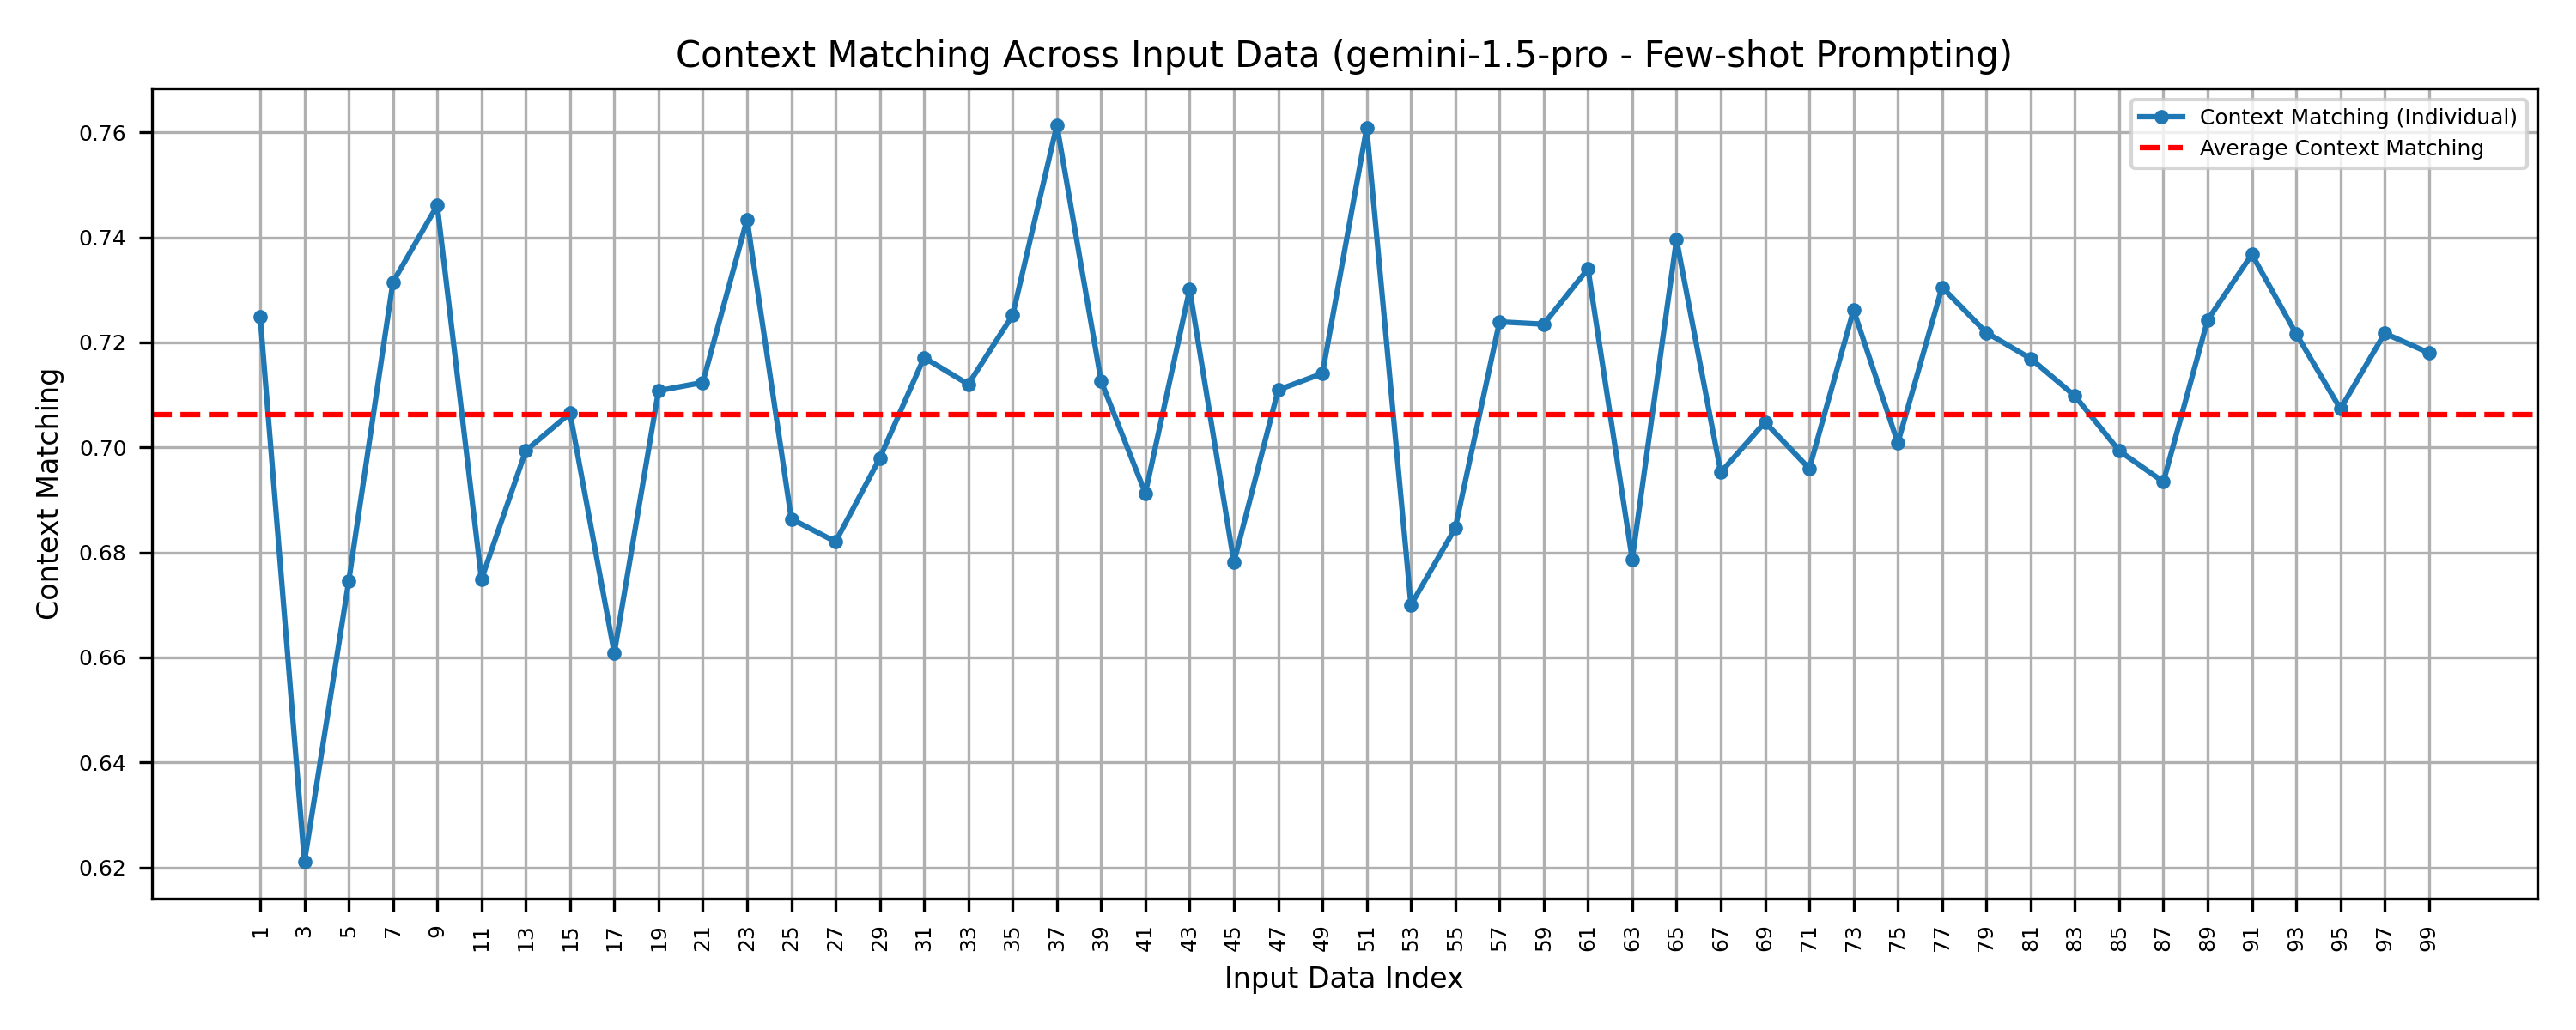 Context Matching Across Input Data (gemini-1.5-pro - Few-shot Prompting)
Context Matching (Individual)
Average Context Matching
Context Matching
0.76
0.74
0.72
0.70
0.68
0.66
0.64
0.62
1 3 5 7 9 11 13 15 17 19 21 23 25 27 29 31 33 35 37 39 41 43 45 47 49 51 53 55 57 59 61 63 65 67 69 71 73 75 77 79 81 83 85 87 89 91 93 95 97 99
Input Data Index